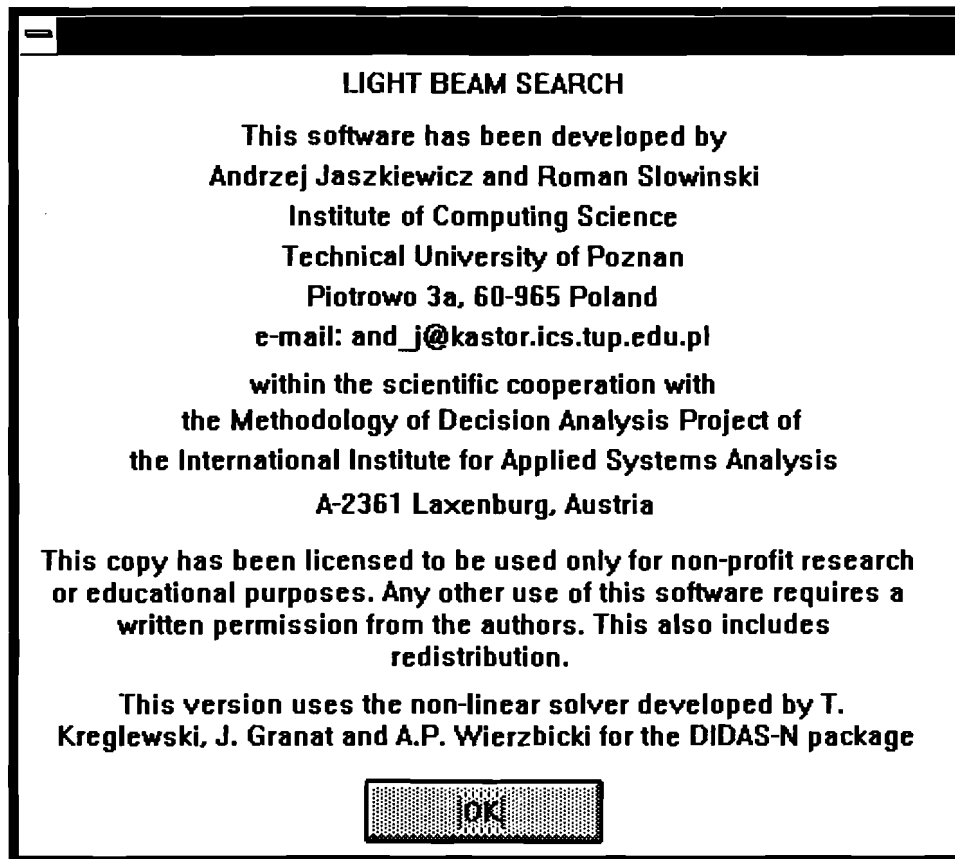 LIGHT BEAM SEARCH
This software has been developed by
Andrzej Jaszkiewicz and Roman Slowinski
Institute of Computing Science
Technical University of Poznan
Piotrowo 3a, 60-965 Poland
e-mail: and_j@kastor.ics.tup.edu.pl
within the scientific cooperation with
the Methodology of Decision Analysis Project of
the International Institute for Applied Systems Analysis
A-2361 Laxenburg, Austria
This copy has been licensed to be used only for non-profit research
or educational purposes. Any other use of this software requires a
written permission from the authors. This also includes
redistribution.
This version uses the non-linear solver developed by T.
Kreglewski, J. Granat and A.P. Wierzbicki for the DIDAS-N package
OK